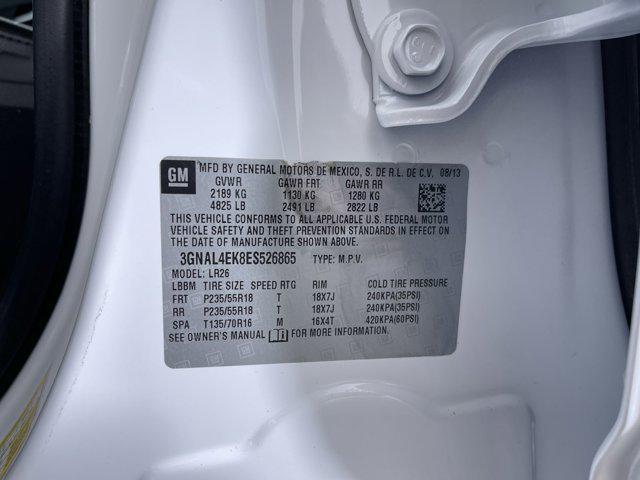 GM MFD BY GENERAL MOTORS DE MEXICO, S. DE R.L. DE C.V. 08/13
GVWR GAWR FRT GAWR RR
2189 KG 1130 KG 1280 KG
4825 LB 2491 LB 2822 LB
THIS VEHICLE CONFORMS TO ALL APPLICABLE U.S. FEDERAL MOTOR
VEHICLE SAFETY AND THEFT PREVENTION STANDARDS IN EFFECT ON
THE DATE OF MANUFACTURE SHOWN ABOVE.
3GNAL4EK8ES526865 TYPE: M.P.V.
MODEL: LR26
LBBM TIRE SIZE SPEED RTG RIM COLD TIRE PRESSURE
FRT P235/55R18 T 18X7J 240KPA(35PSI)
RR P235/55R18 T 18X7J 240KPA(35PSI)
SPA T135/70R16 M 16X4T 420KPA(60PSI)
SEE OWNER'S MANUAL FOR MORE INFORMATION.